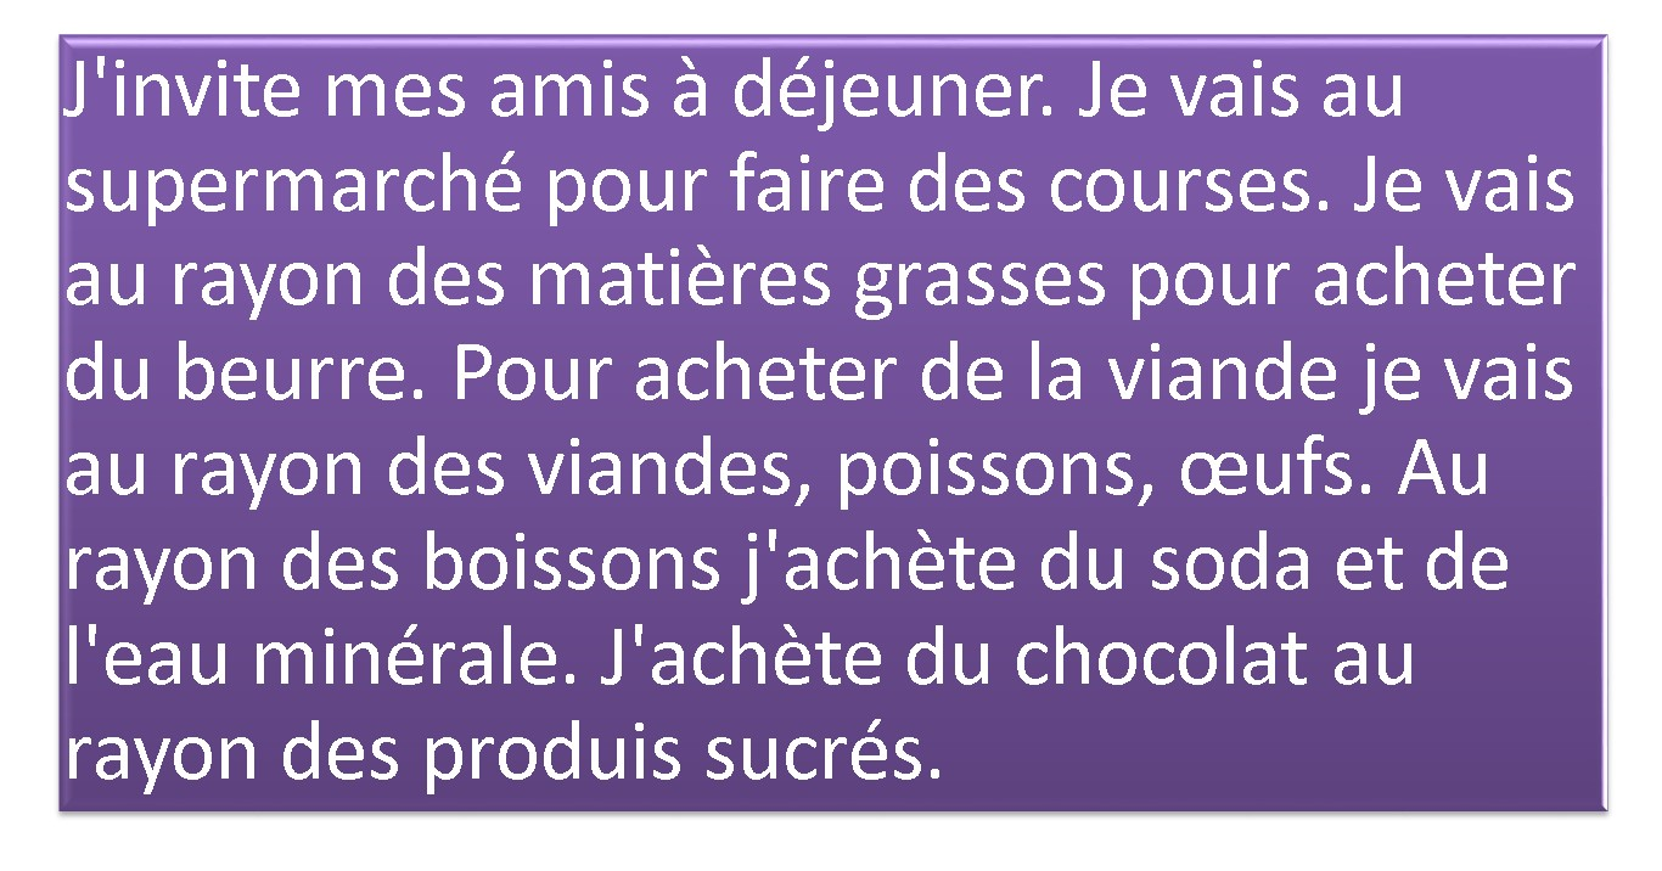 J'invite mes amis à déjeuner. Je vais au
supermarché pour faire des courses. Je vais
au rayon des matières grasses pour acheter
du beurre. Pour acheter de la viande je vais
au rayon des viandes, poissons, œufs. Au
rayon des boissons j'achète du soda et de
l'eau minérale. J'achète du chocolat au
rayon des produis sucrés.